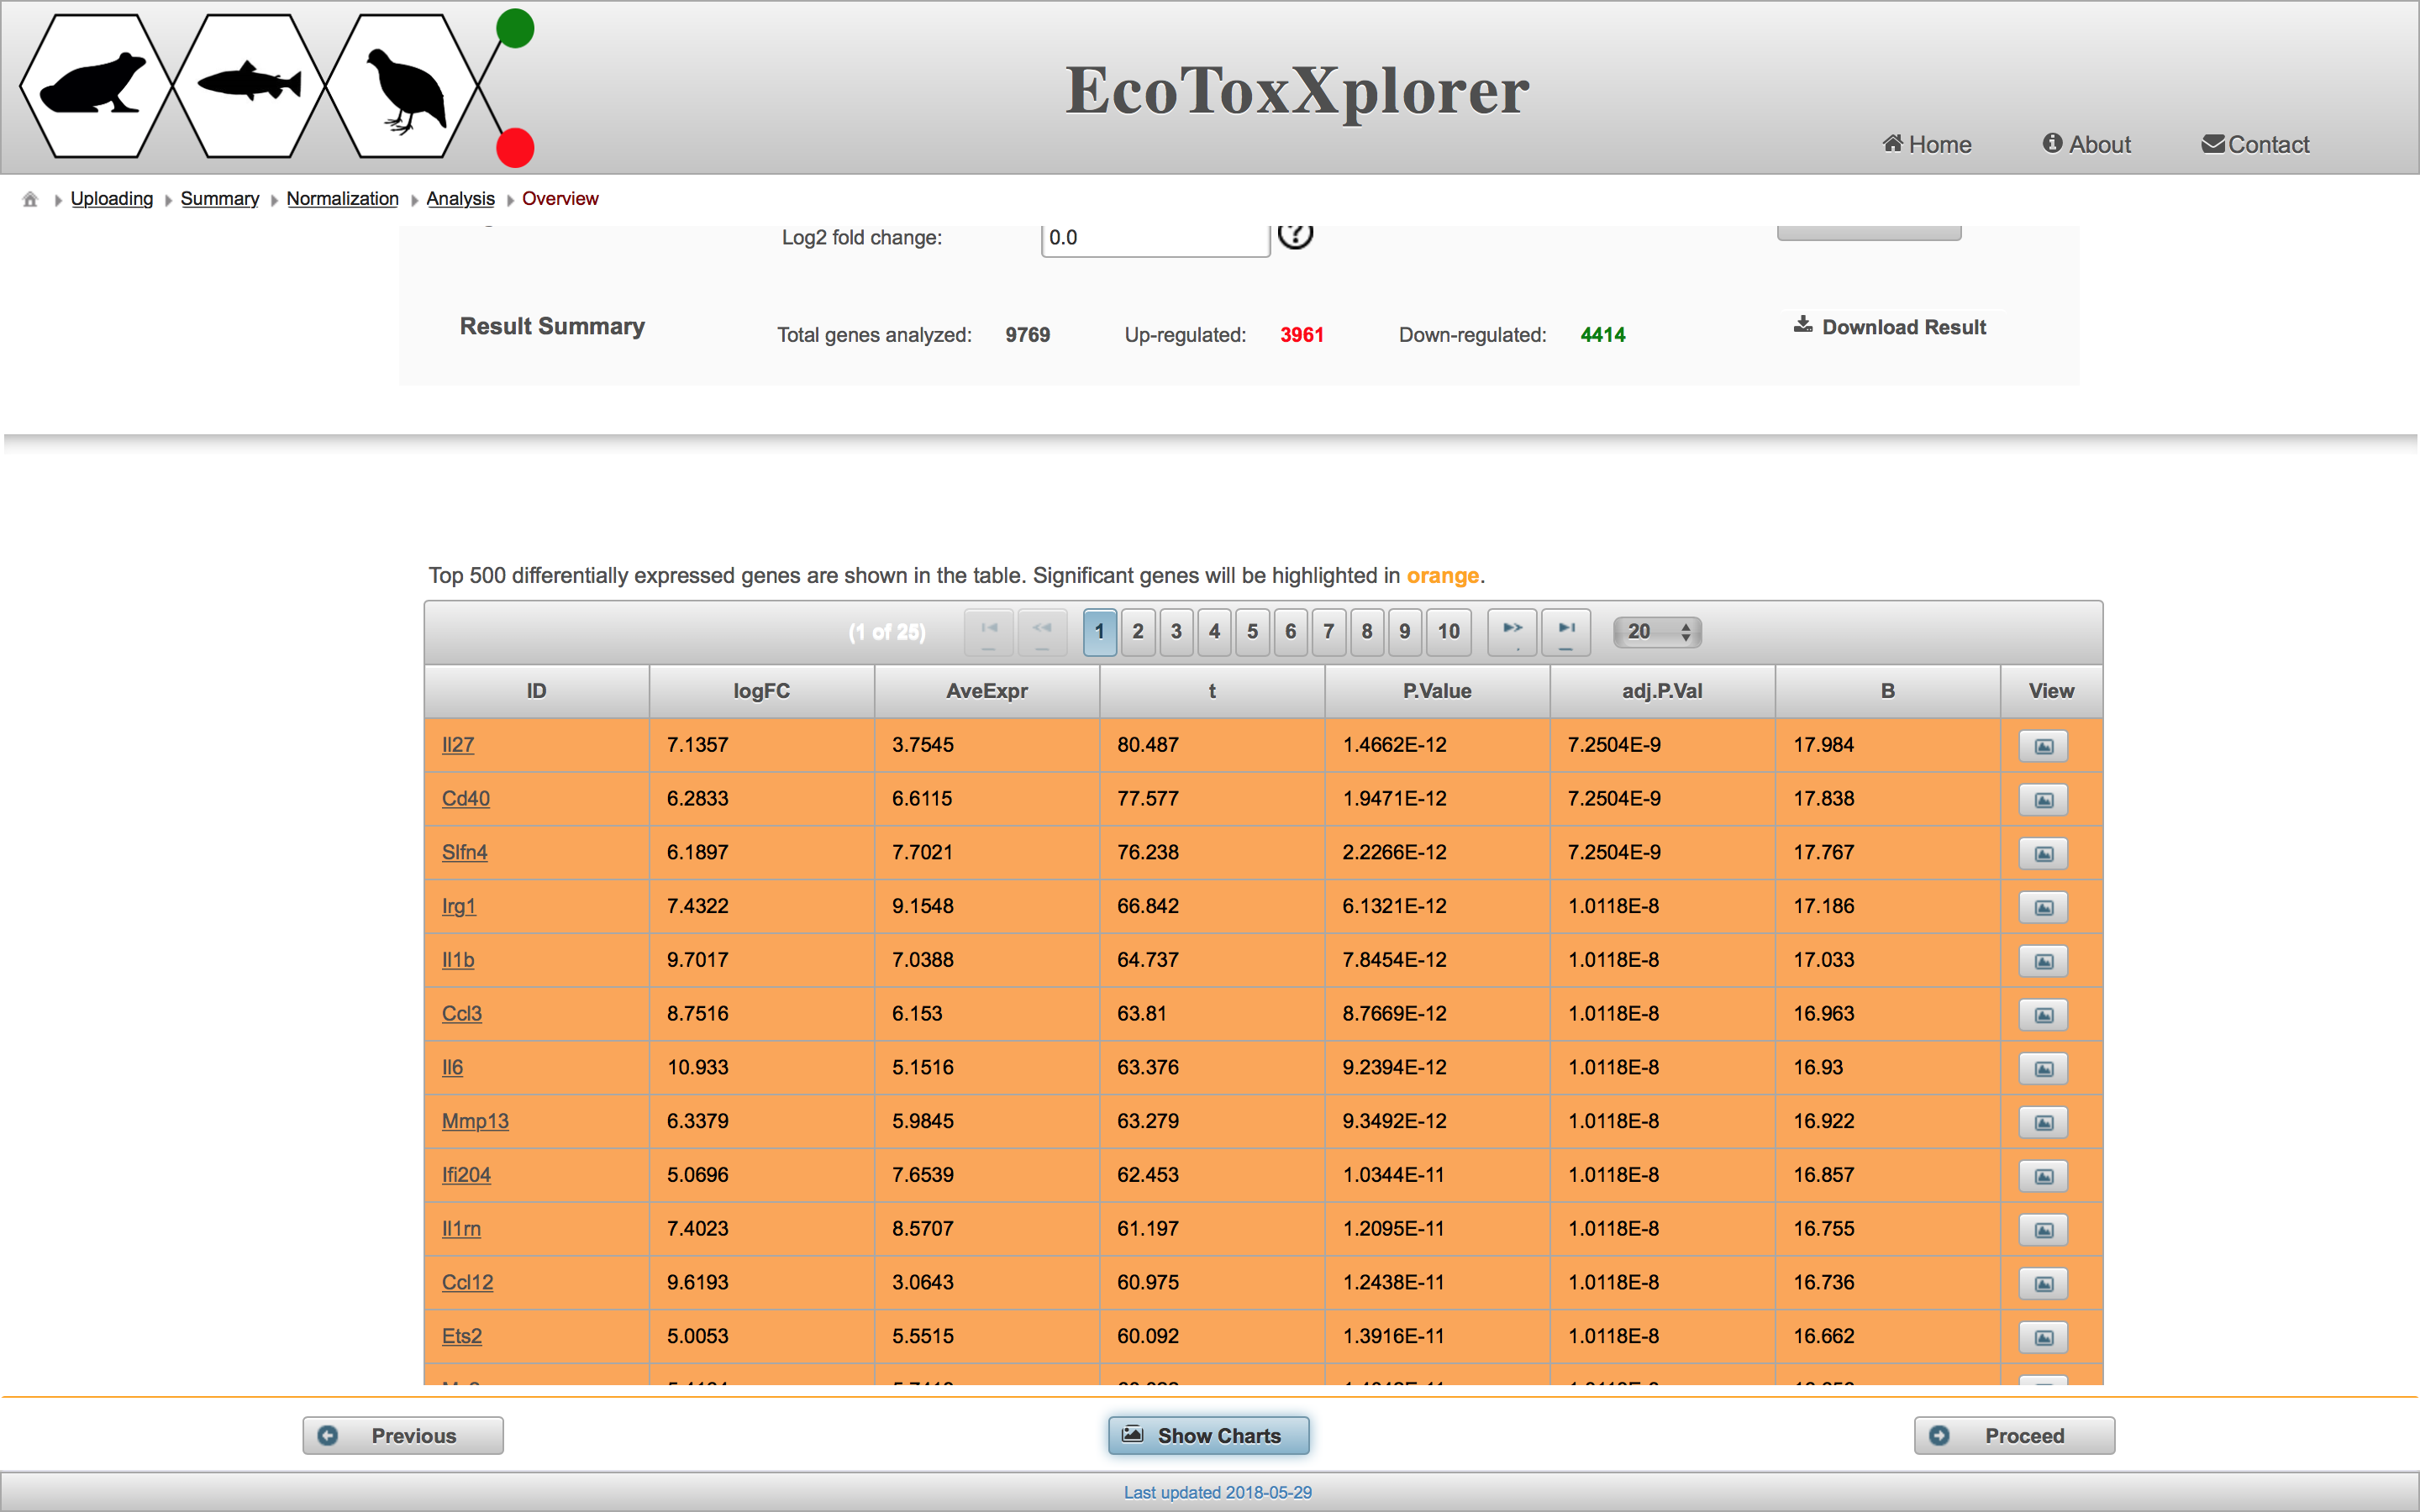 EcoToxXplorer
Home About Contact
Uploading Summary Normalization Analysis Overview
Log2 fold change: 0.0
Result Summary Total genes analyzed: 9769 Up-regulated: 3961 Down-regulated: 4414 Download Result
Top 500 differentially expressed genes are shown in the table. Significant genes will be highlighted in orange.
(1 of 25) 1 2 3 4 5 6 7 8 9 10 20
ID logFC AveExpr t P.Value adj.P.Val B View
Il27 7.1357 3.7545 80.487 1.4662E-12 7.2504E-9 17.984
Cd40 6.2833 6.6115 77.577 1.9471E-12 7.2504E-9 17.838
Slfn4 6.1897 7.7021 76.238 2.2266E-12 7.2504E-9 17.767
Irg1 7.4322 9.1548 66.842 6.1321E-12 1.0118E-8 17.186
Il1b 9.7017 7.0388 64.737 7.8454E-12 1.0118E-8 17.033
Ccl3 8.7516 6.153 63.81 8.7669E-12 1.0118E-8 16.963
Il6 10.933 5.1516 63.376 9.2394E-12 1.0118E-8 16.93
Mmp13 6.3379 5.9845 63.279 9.3492E-12 1.0118E-8 16.922
Ifi204 5.0696 7.6539 62.453 1.0344E-11 1.0118E-8 16.857
Il1rn 7.4023 8.5707 61.197 1.2095E-11 1.0118E-8 16.755
Ccl12 9.6193 3.0643 60.975 1.2438E-11 1.0118E-8 16.736
Ets2 5.0053 5.5515 60.092 1.3916E-11 1.0118E-8 16.662
Previous Show Charts Proceed
Last updated 2018-05-29